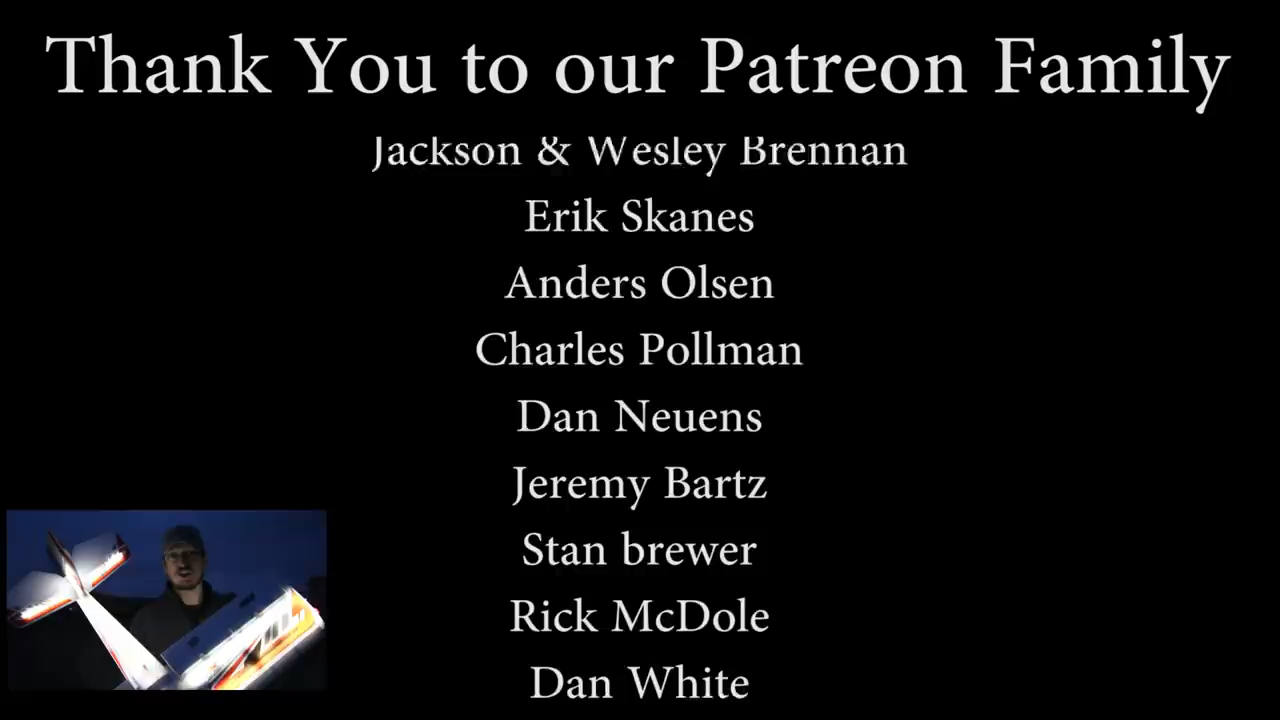 Thank You to our Patreon Family
Jackson & Wesley Brennan
Erik Skanes
Anders Olsen
Charles Pollman
Dan Neuens
Jeremy Bartz
Stan brewer
Rick McDole
Dan White